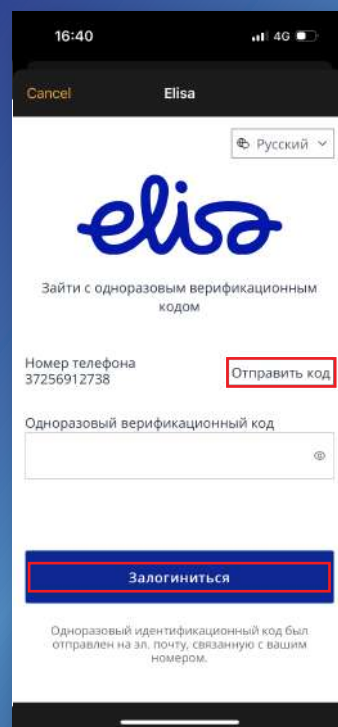 16:40 4G
Cancel Elisa
Русский
elisa
Зайти с одноразовым верификационным
кодом
Номер телефона
37256912738
Отправить код
Одноразовый верификационный код
Залогиниться
Одноразовый идентификационный код был
отправлен на эл. почту, связанную с вашим
номером.